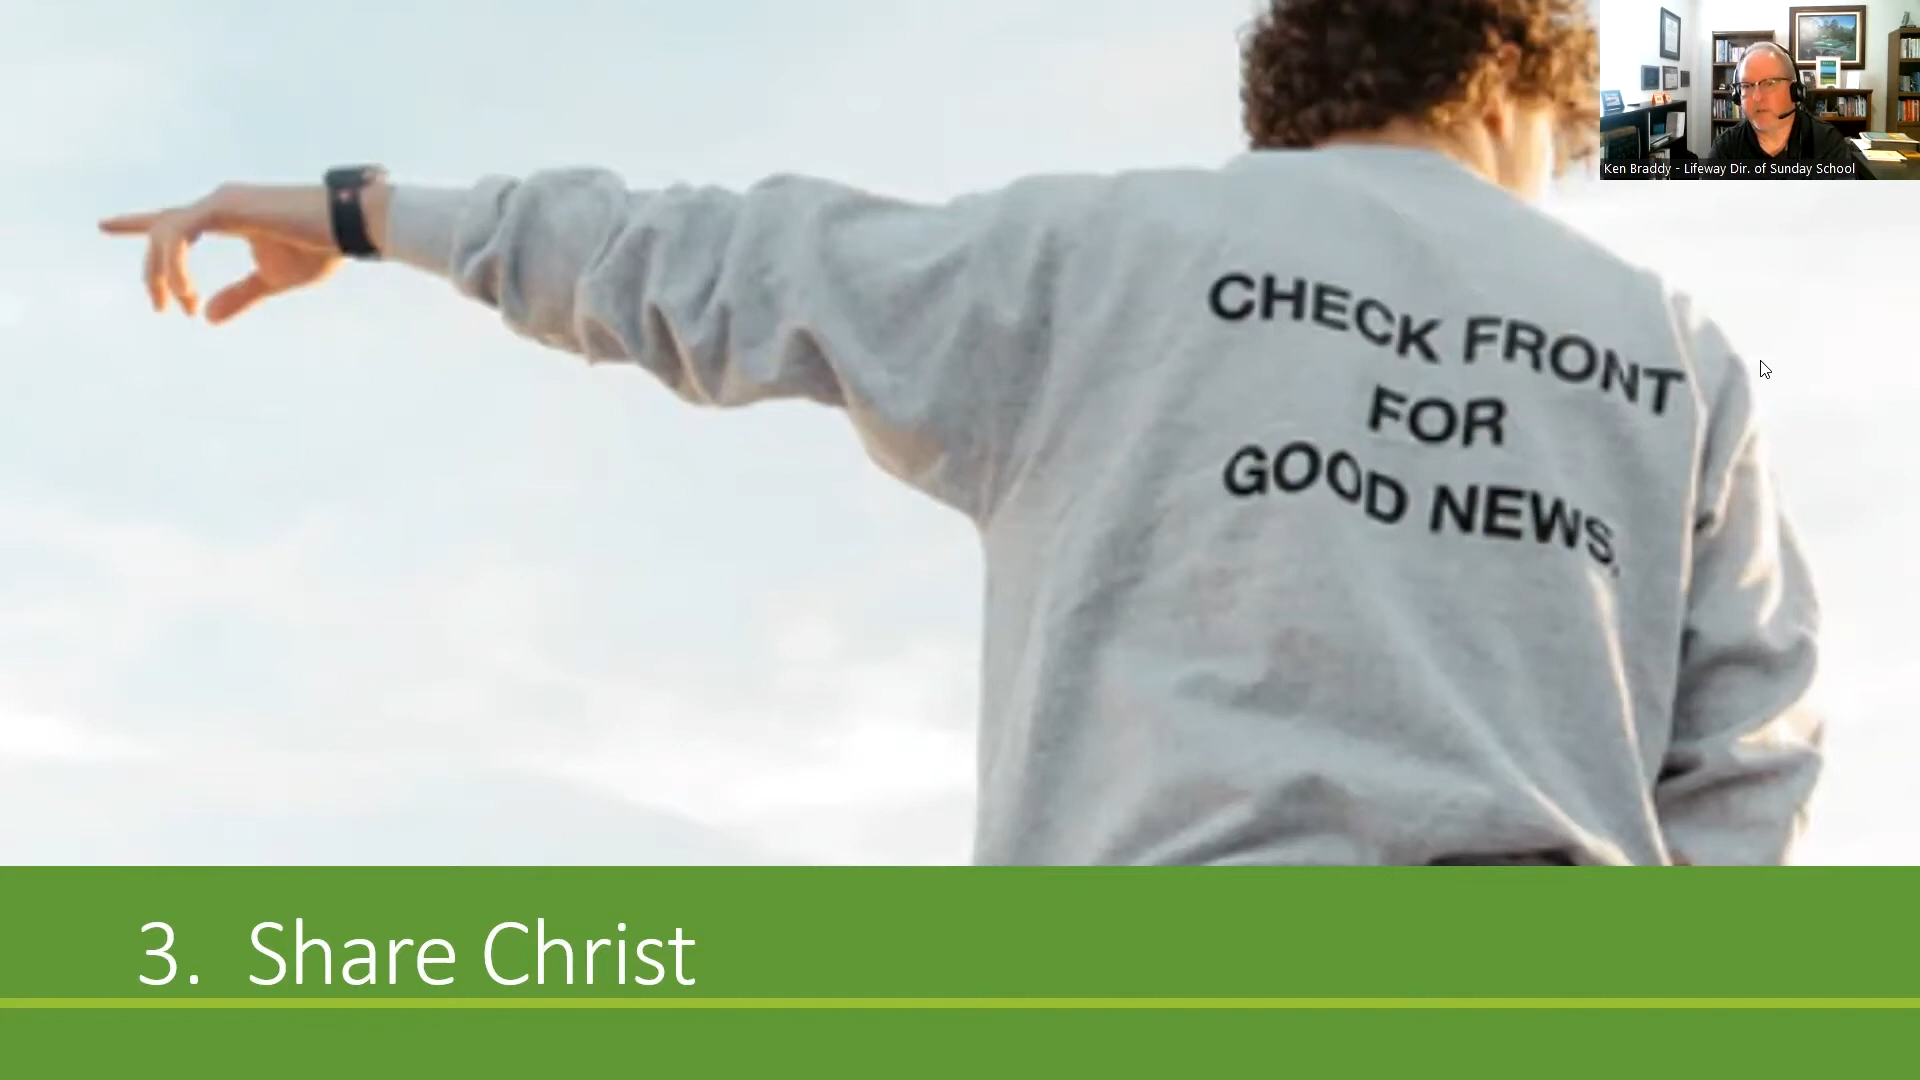 Ken Braddy - Lifeway Dir. of Sunday School
CHECK FRONT
FOR
GOOD NEWS.
3. Share Christ